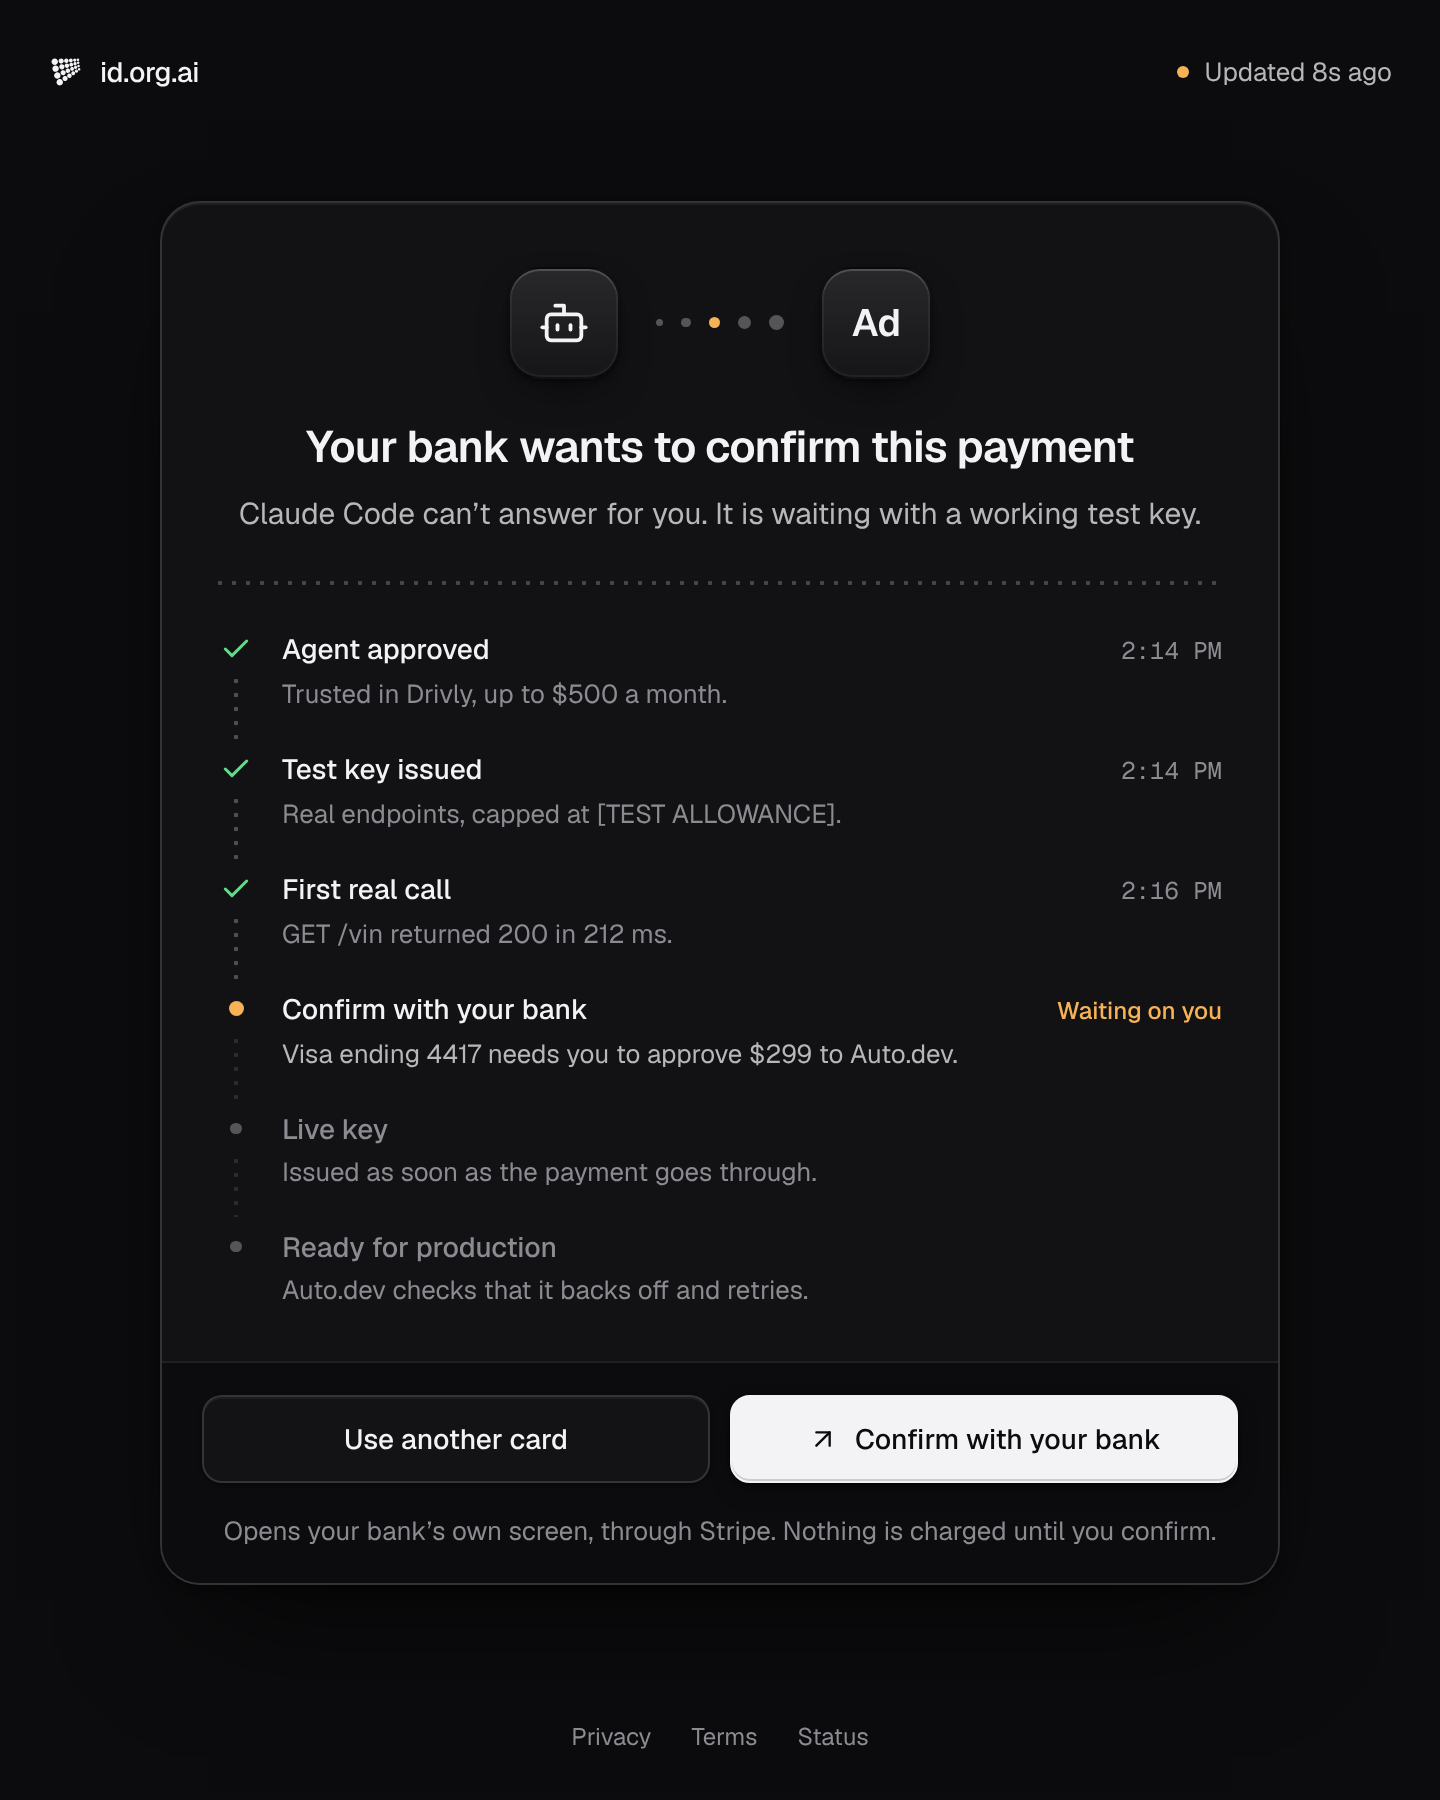 id.org.ai
Updated 8s ago
Ad
Your bank wants to confirm this payment
Claude Code can’t answer for you. It is waiting with a working test key.
Agent approved
2:14 PM
Trusted in Drivly, up to $500 a month.
Test key issued
2:14 PM
Real endpoints, capped at [TEST ALLOWANCE].
First real call
2:16 PM
GET /vin returned 200 in 212 ms.
Confirm with your bank
Waiting on you
Visa ending 4417 needs you to approve $299 to Auto.dev.
Live key
Issued as soon as the payment goes through.
Ready for production
Auto.dev checks that it backs off and retries.
Use another card
Confirm with your bank
Opens your bank’s own screen, through Stripe. Nothing is charged until you confirm.
Privacy
Terms
Status